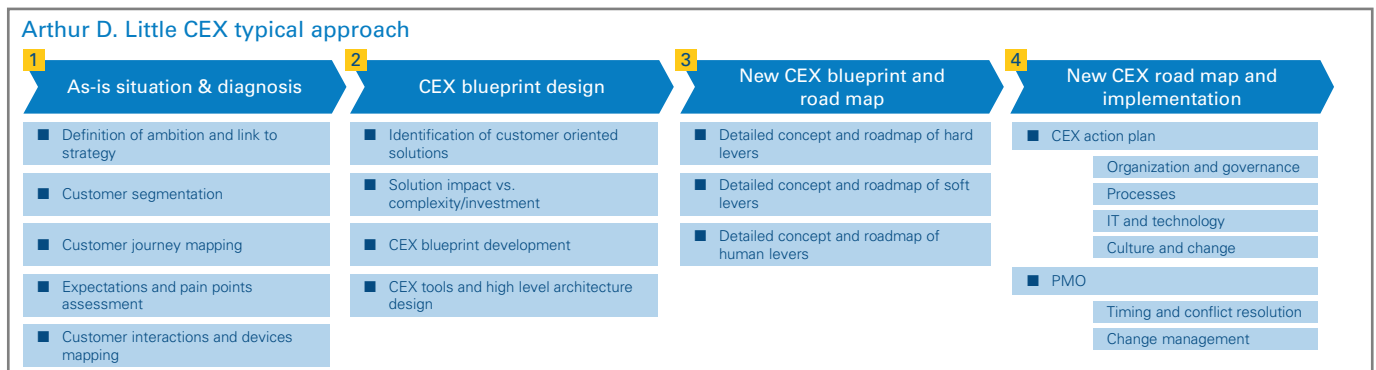 Arthur D. Little CEX typical approach
1
As-is situation & diagnosis
■ Definition of ambition and link to
strategy
■ Customer segmentation
■ Customer journey mapping
■ Expectations and pain points
assessment
■ Customer interactions and devices
mapping
2
CEX blueprint design
■ Identification of customer oriented
solutions
■ Solution impact vs.
complexity/investment
■ CEX blueprint development
■ CEX tools and high level architecture
design
3
New CEX blueprint and
road map
■ Detailed concept and roadmap of hard
levers
■ Detailed concept and roadmap of soft
levers
■ Detailed concept and roadmap of
human levers
4
New CEX road map and
implementation
■ CEX action plan
Organization and governance
Processes
IT and technology
Culture and change
■ PMO
Timing and conflict resolution
Change management